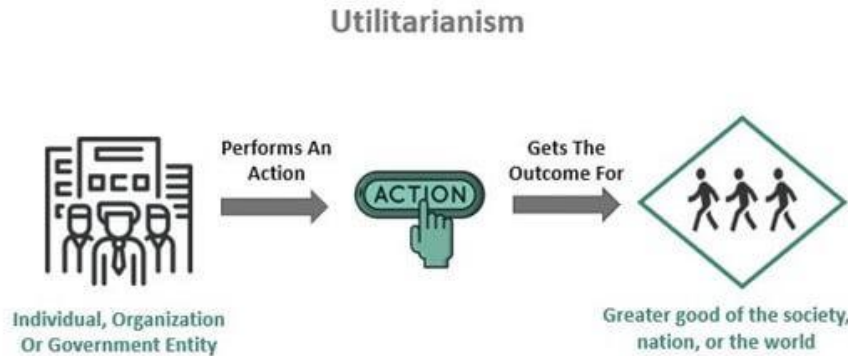 Utilitarianism
Performs An
Action
Gets The
Outcome For
ACTION
Individual, Organization
Or Government Entity
Greater good of the society,
nation, or the world